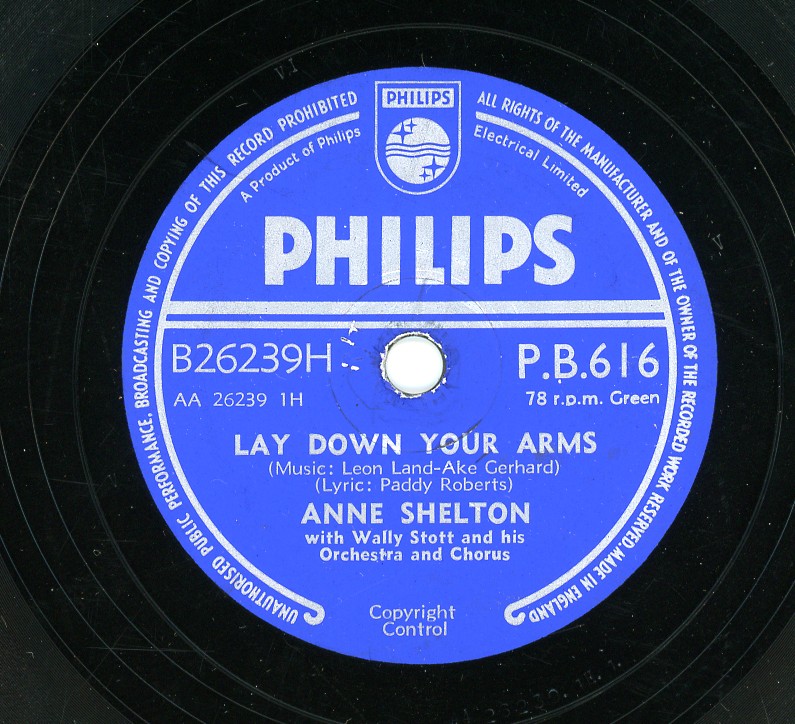 PHILIPS
UNAUTHORISED PUBLIC PERFORMANCE, BROADCASTING AND COPYING OF THIS RECORD PROHIBITED
ALL RIGHTS OF THE MANUFACTURER AND OF THE OWNER OF THE RECORDED WORK RESERVED. MADE IN ENGLAND
A Product of Philips
Electrical Limited
PHILIPS
B26239H
P.B.616
AA 26239 1H
78 r.p.m. Green
LAY DOWN YOUR ARMS
(Music: Leon Land-Ake Gerhard)
(Lyric: Paddy Roberts)
ANNE SHELTON
with Wally Stott and his
Orchestra and Chorus
Copyright
Control